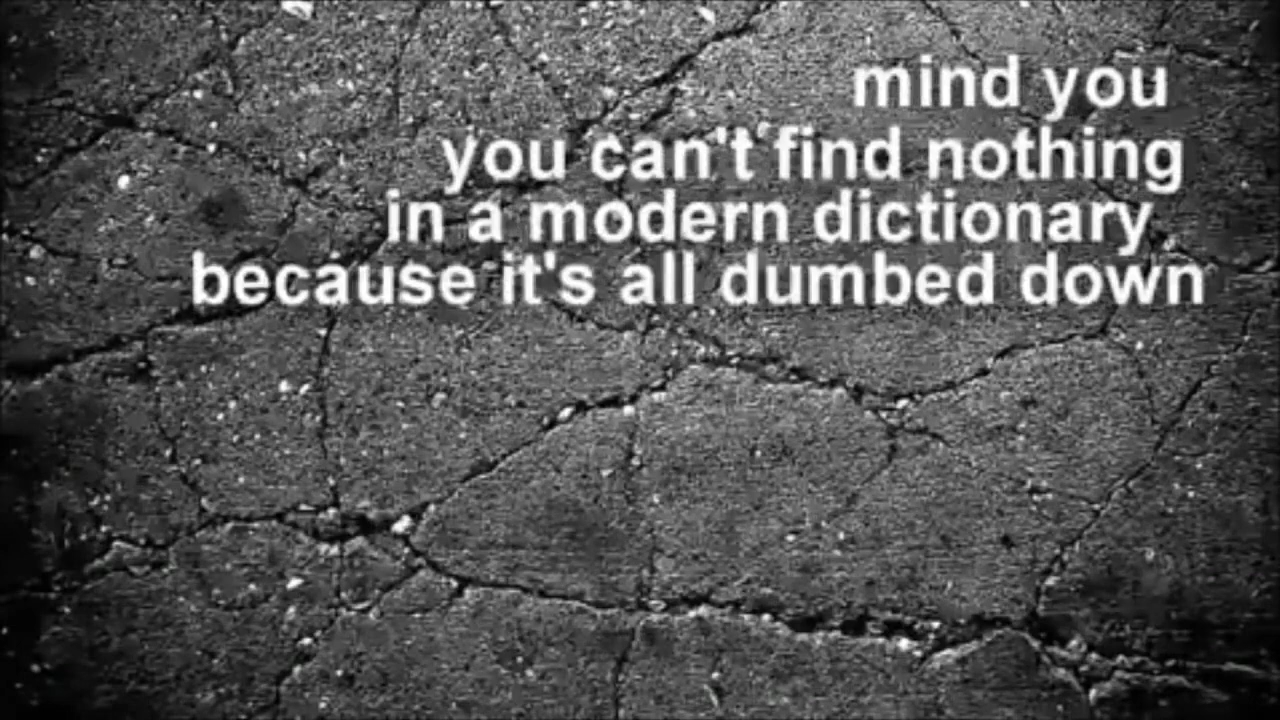 mind you
you can't find nothing
in a modern dictionary
because it's all dumbed down